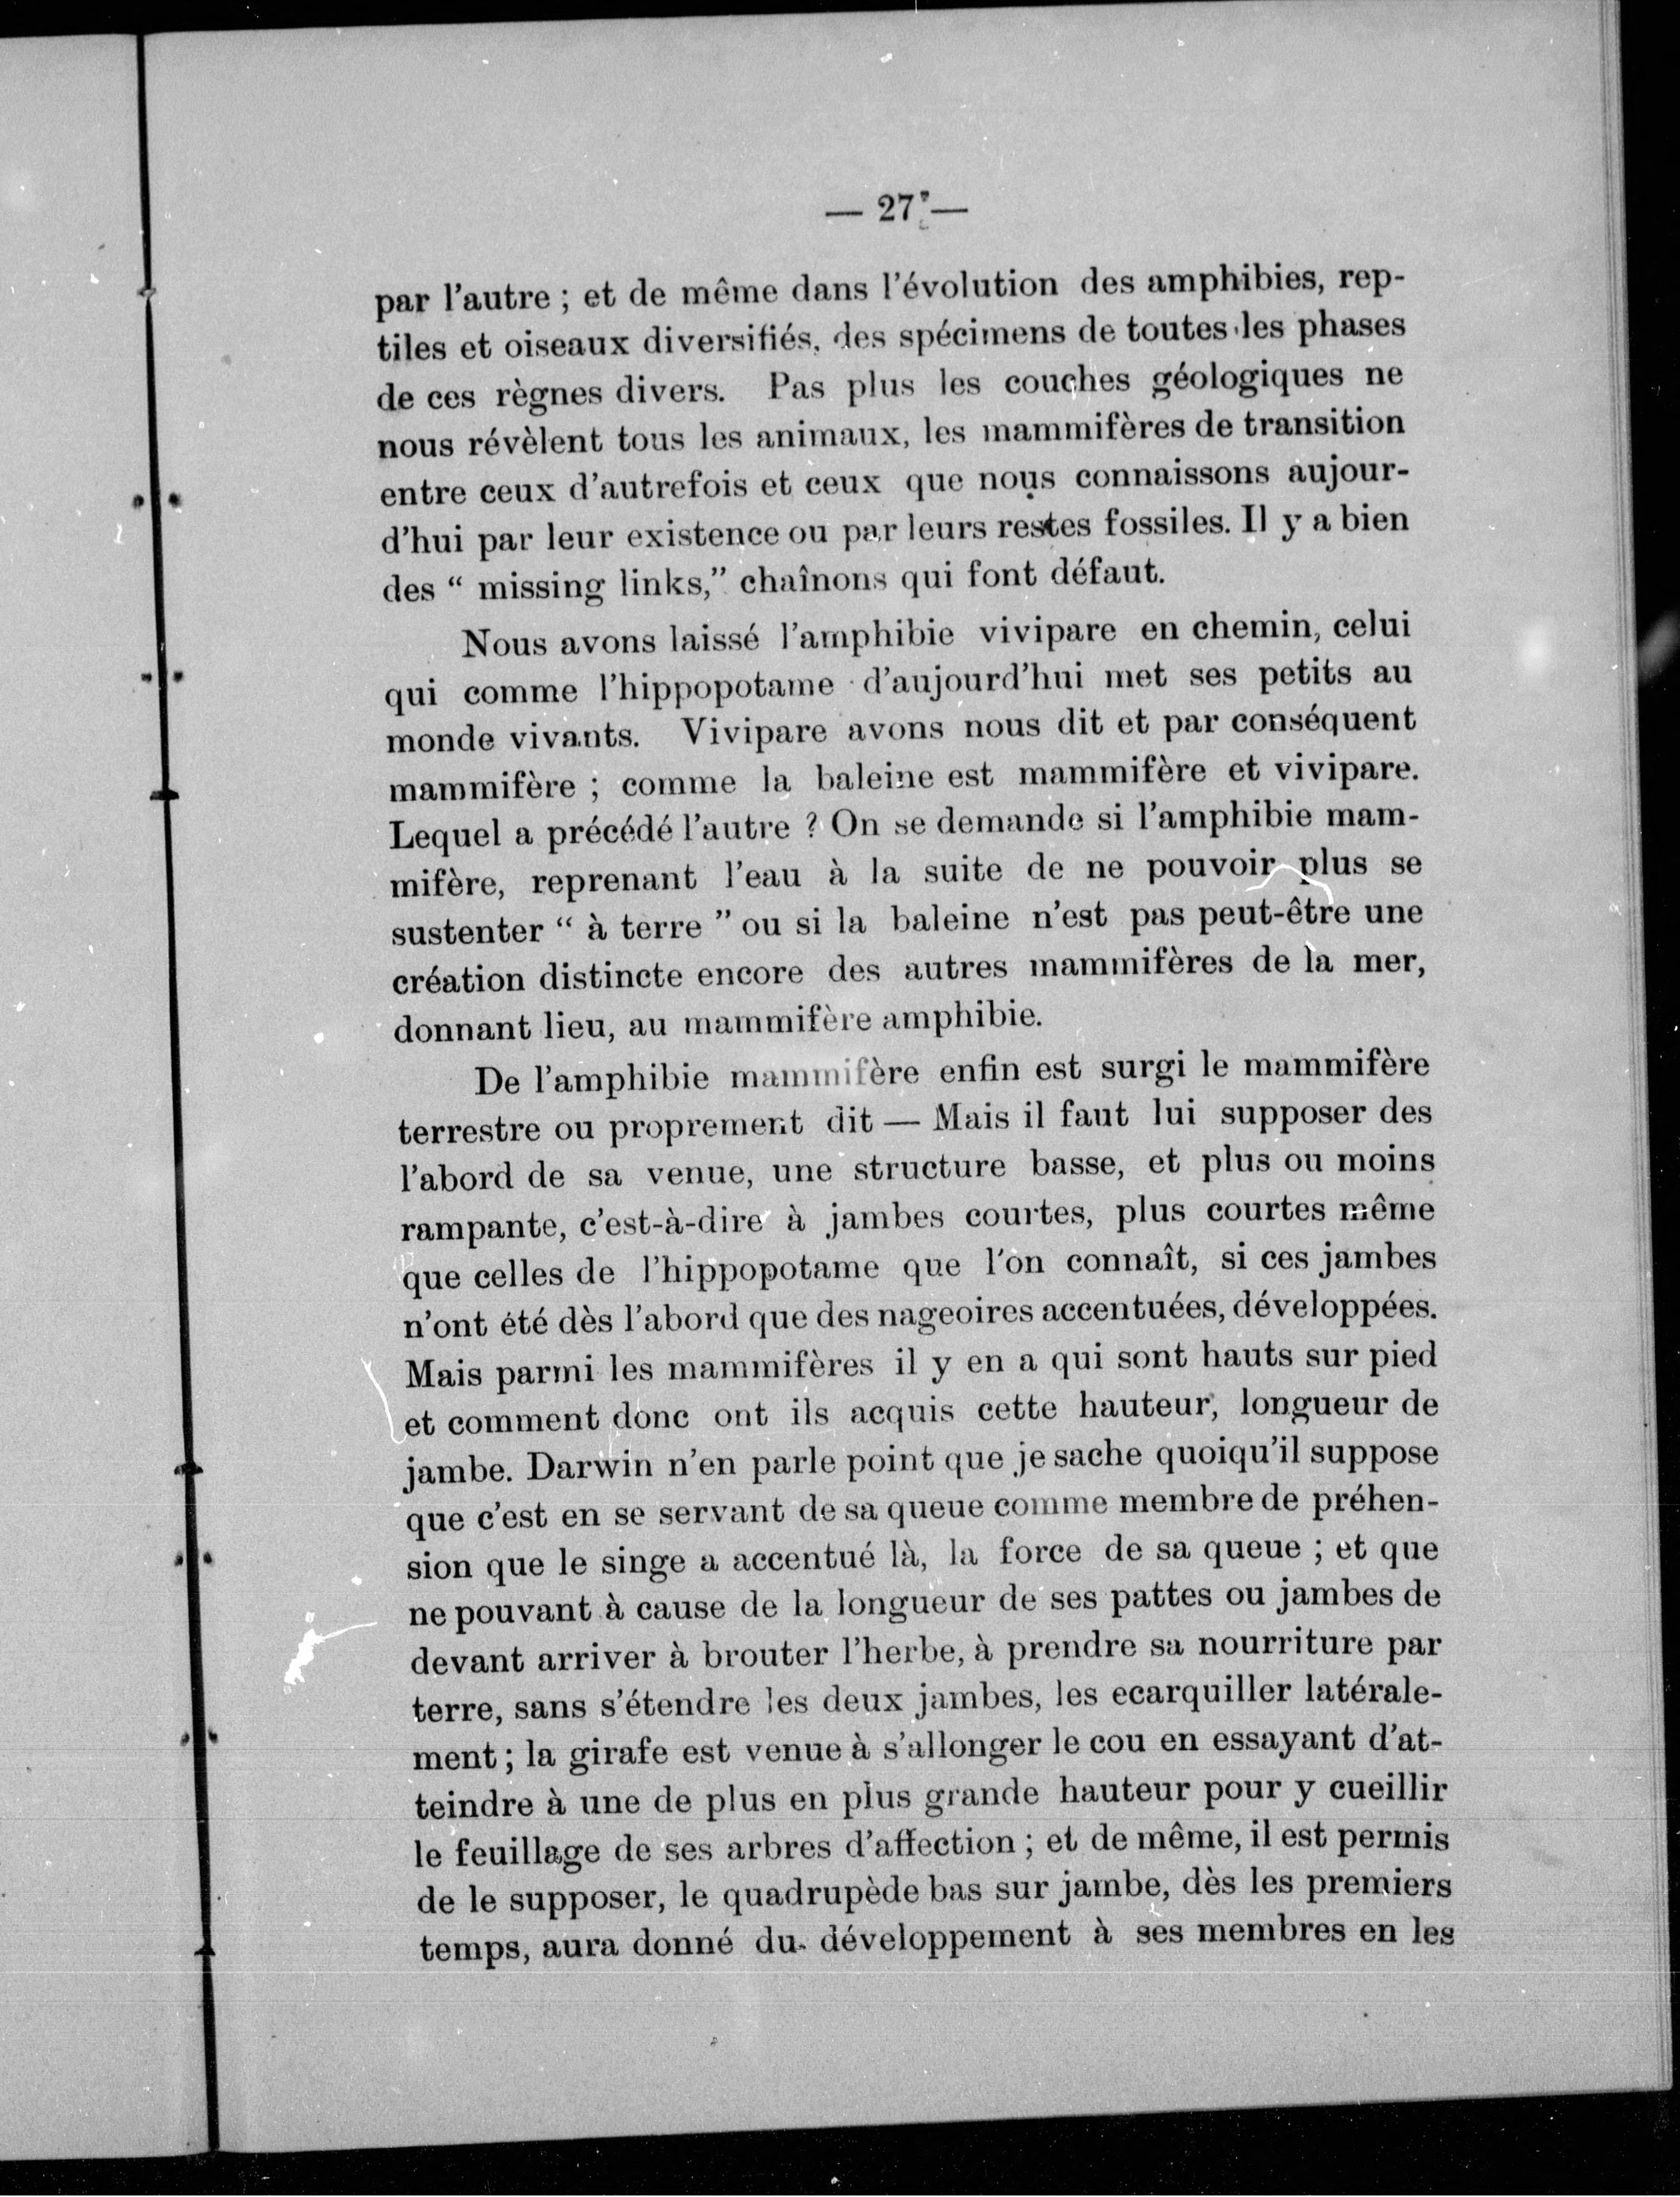 — 27 —
par l'autre ; et de même dans l'évolution des amphibies, rep-
tiles et oiseaux diversifiés, des spécimens de toutes les phases
de ces règnes divers. Pas plus les couches géologiques ne
nous révèlent tous les animaux, les mammifères de transition
entre ceux d'autrefois et ceux que nous connaissons aujour-
d'hui par leur existence ou par leurs restes fossiles. Il y a bien
des “ missing links,” chaînons qui font défaut.
Nous avons laissé l'amphibie vivipare en chemin, celui
qui comme l'hippopotame d'aujourd'hui met ses petits au
monde vivants. Vivipare avons nous dit et par conséquent
mammifère ; comme la baleine est mammifère et vivipare.
Lequel a précédé l'autre ? On se demande si l'amphibie mam-
mifère, reprenant l'eau à la suite de ne pouvoir plus se
sustenter “ à terre ” ou si la baleine n'est pas peut-être une
création distincte encore des autres mammifères de la mer,
donnant lieu, au mammifère amphibie.
De l'amphibie mammifère enfin est surgi le mammifère
terrestre ou proprement dit — Mais il faut lui supposer des
l'abord de sa venue, une structure basse, et plus ou moins
rampante, c'est-à-dire à jambes courtes, plus courtes même
que celles de l'hippopotame que l'on connaît, si ces jambes
n'ont été dès l'abord que des nageoires accentuées, développées.
Mais parmi les mammifères il y en a qui sont hauts sur pied
et comment donc ont ils acquis cette hauteur, longueur de
jambe. Darwin n'en parle point que je sache quoiqu'il suppose
que c'est en se servant de sa queue comme membre de préhen-
sion que le singe a accentué là, la force de sa queue ; et que
ne pouvant à cause de la longueur de ses pattes ou jambes de
devant arriver à brouter l'herbe, à prendre sa nourriture par
terre, sans s'étendre les deux jambes, les ecarquiller latérale-
ment ; la girafe est venue à s'allonger le cou en essayant d'at-
teindre à une de plus en plus grande hauteur pour y cueillir
le feuillage de ses arbres d'affection ; et de même, il est permis
de le supposer, le quadrupède bas sur jambe, dès les premiers
temps, aura donné du développement à ses membres en les